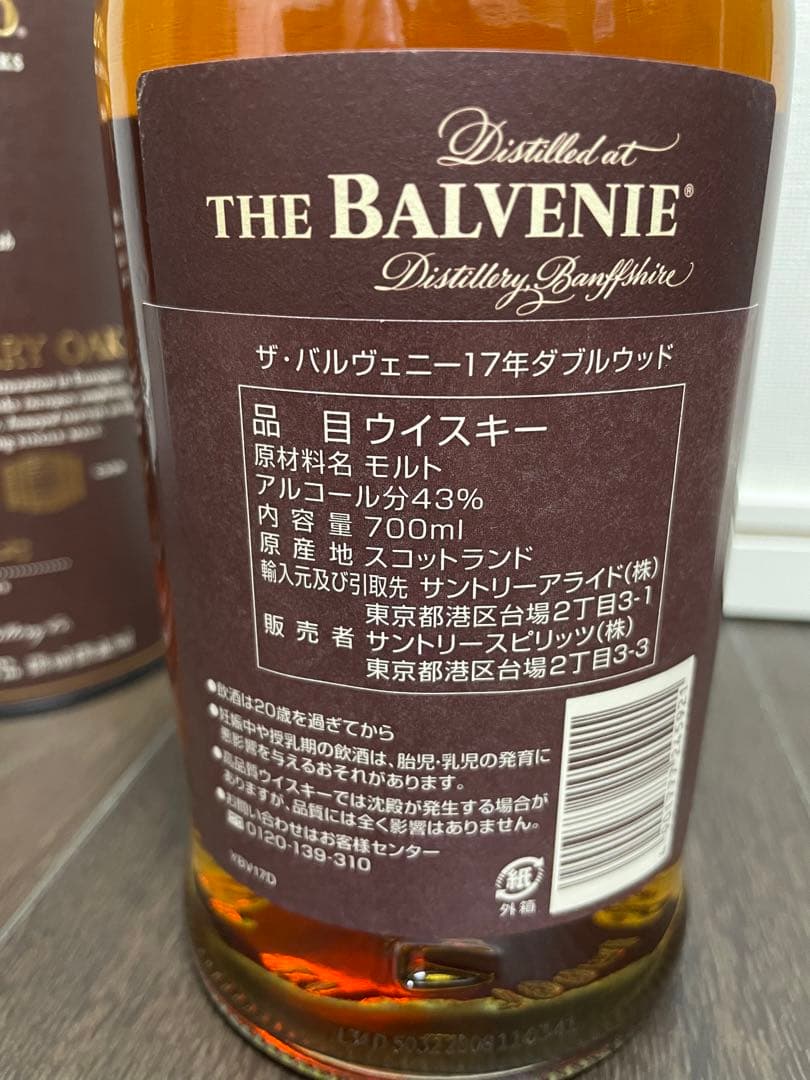 Distilled at
THE BALVENIE®
Distillery, Banffshire
ザ・バルヴェニー17年ダブルウッド
品 目 ウイスキー
原材料名 モルト
アルコール分43%
内容量 700ml
原産地 スコットランド
輸入元及び引取先 サントリーアライド(株)
東京都港区台場2丁目3-1
販売者 サントリースピリッツ(株)
東京都港区台場2丁目3-3
●飲酒は20歳を過ぎてから
●妊娠中や授乳期の飲酒は、胎児・乳児の発育に
悪影響を与えるおそれがあります。
●高品質ウイスキーでは沈殿が発生する場合が
ありますが、品質には全く影響はありません。
●お問い合わせはお客様センター
0120-139-310
紙
外箱
RY OAK